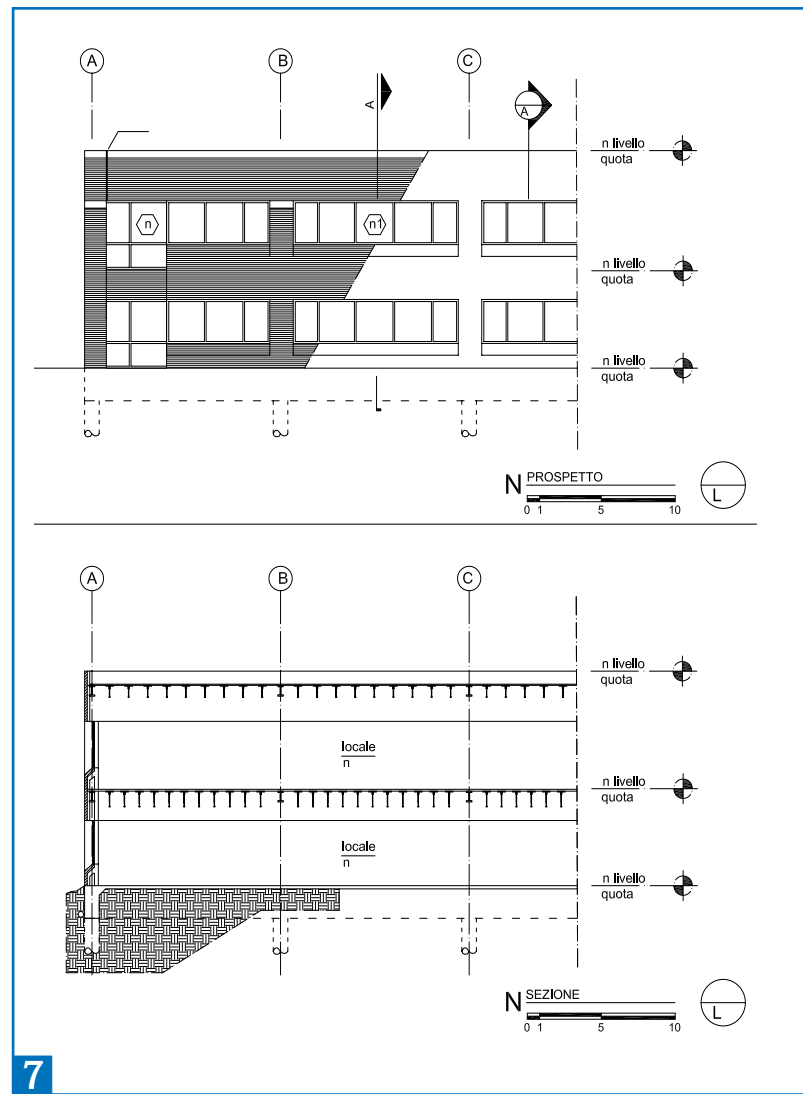 A B C
A
A
n livello
quota
n n1
n livello
quota
n livello
quota
N PROSPETTO
L
0 1 5 10
A B C
n livello
quota
locale
n
n livello
quota
locale
n
n livello
quota
N SEZIONE
L
0 1 5 10
7